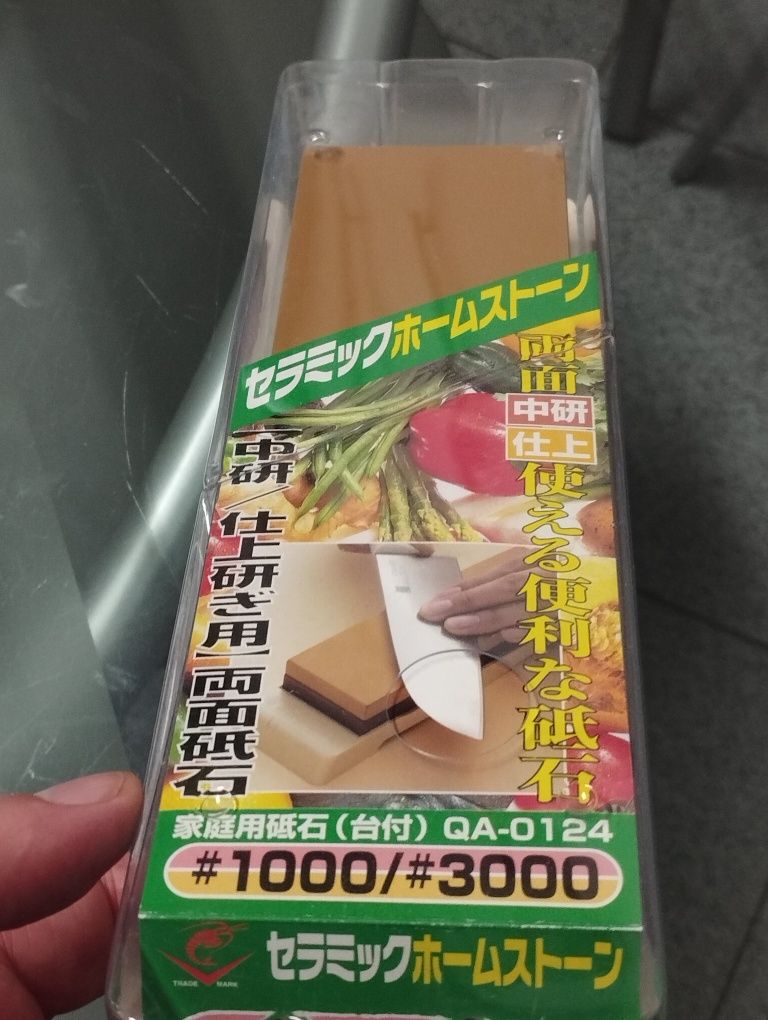 セラミックホームストーン
両面
中研
仕上
使える便利な砥石
【中研/仕上研ぎ用】両面砥石
家庭用砥石(台付) QA-0124
#1000/#3000
TRADE MARK
セラミックホームストーン